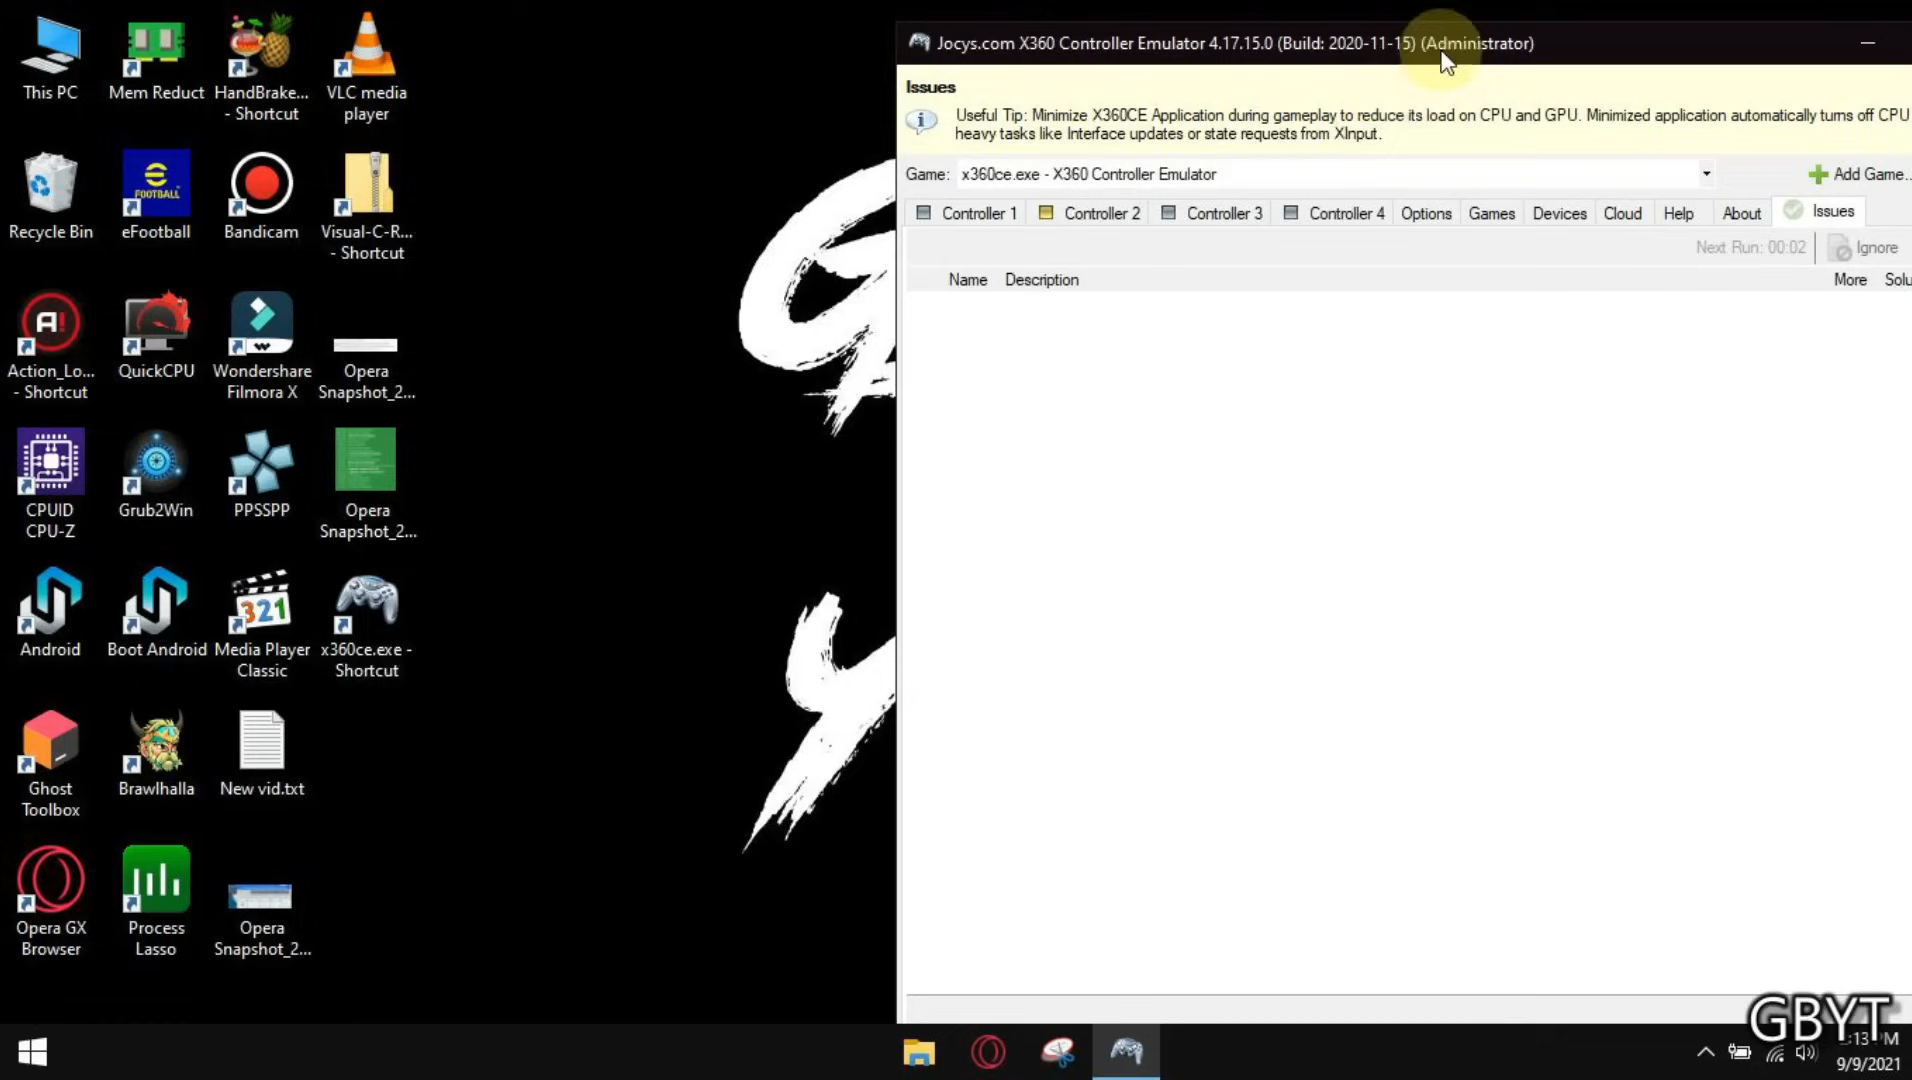 This PC
Mem Reduct
HandBrake...
- Shortcut
VLC media
player
Recycle Bin
E
FOOTBALL
eFootball
Bandicam
Visual-C-R...
- Shortcut
A!
Action_Lo...
- Shortcut
QuickCPU
Wondershare
Filmora X
Opera
Snapshot_2...
CPUID
CPU-Z
Grub2Win
PPSSPP
Opera
Snapshot_2...
Android
Boot Android
321
Media Player
Classic
x360ce.exe -
Shortcut
Ghost
Toolbox
Brawlhalla
New vid.txt
Opera GX
Browser
Process
Lasso
Opera
Snapshot_2...
Jocys.com X360 Controller Emulator 4.17.15.0 (Build: 2020-11-15) (Administrator)
Issues
Useful Tip: Minimize X360CE Application during gameplay to reduce its load on CPU and GPU. Minimized application automatically turns off CPU
heavy tasks like Interface updates or state requests from XInput.
Game: x360ce.exe - X360 Controller Emulator
Add Game..
Controller 1 Controller 2 Controller 3 Controller 4 Options Games Devices Cloud Help About Issues
Next Run: 00:02 Ignore
Name Description More Solu
GBYT
:13 PM
9/9/2021